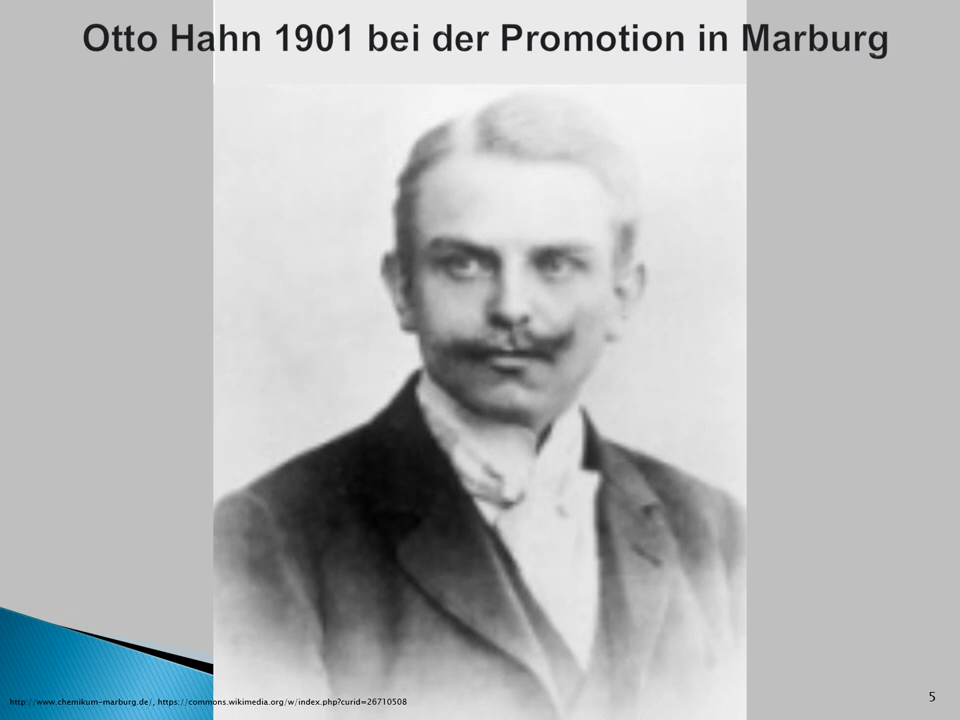 Otto Hahn 1901 bei der Promotion in Marburg
http://www.chemikum-marburg.de/, https://commons.wikimedia.org/w/index.php?curid=26710508
5